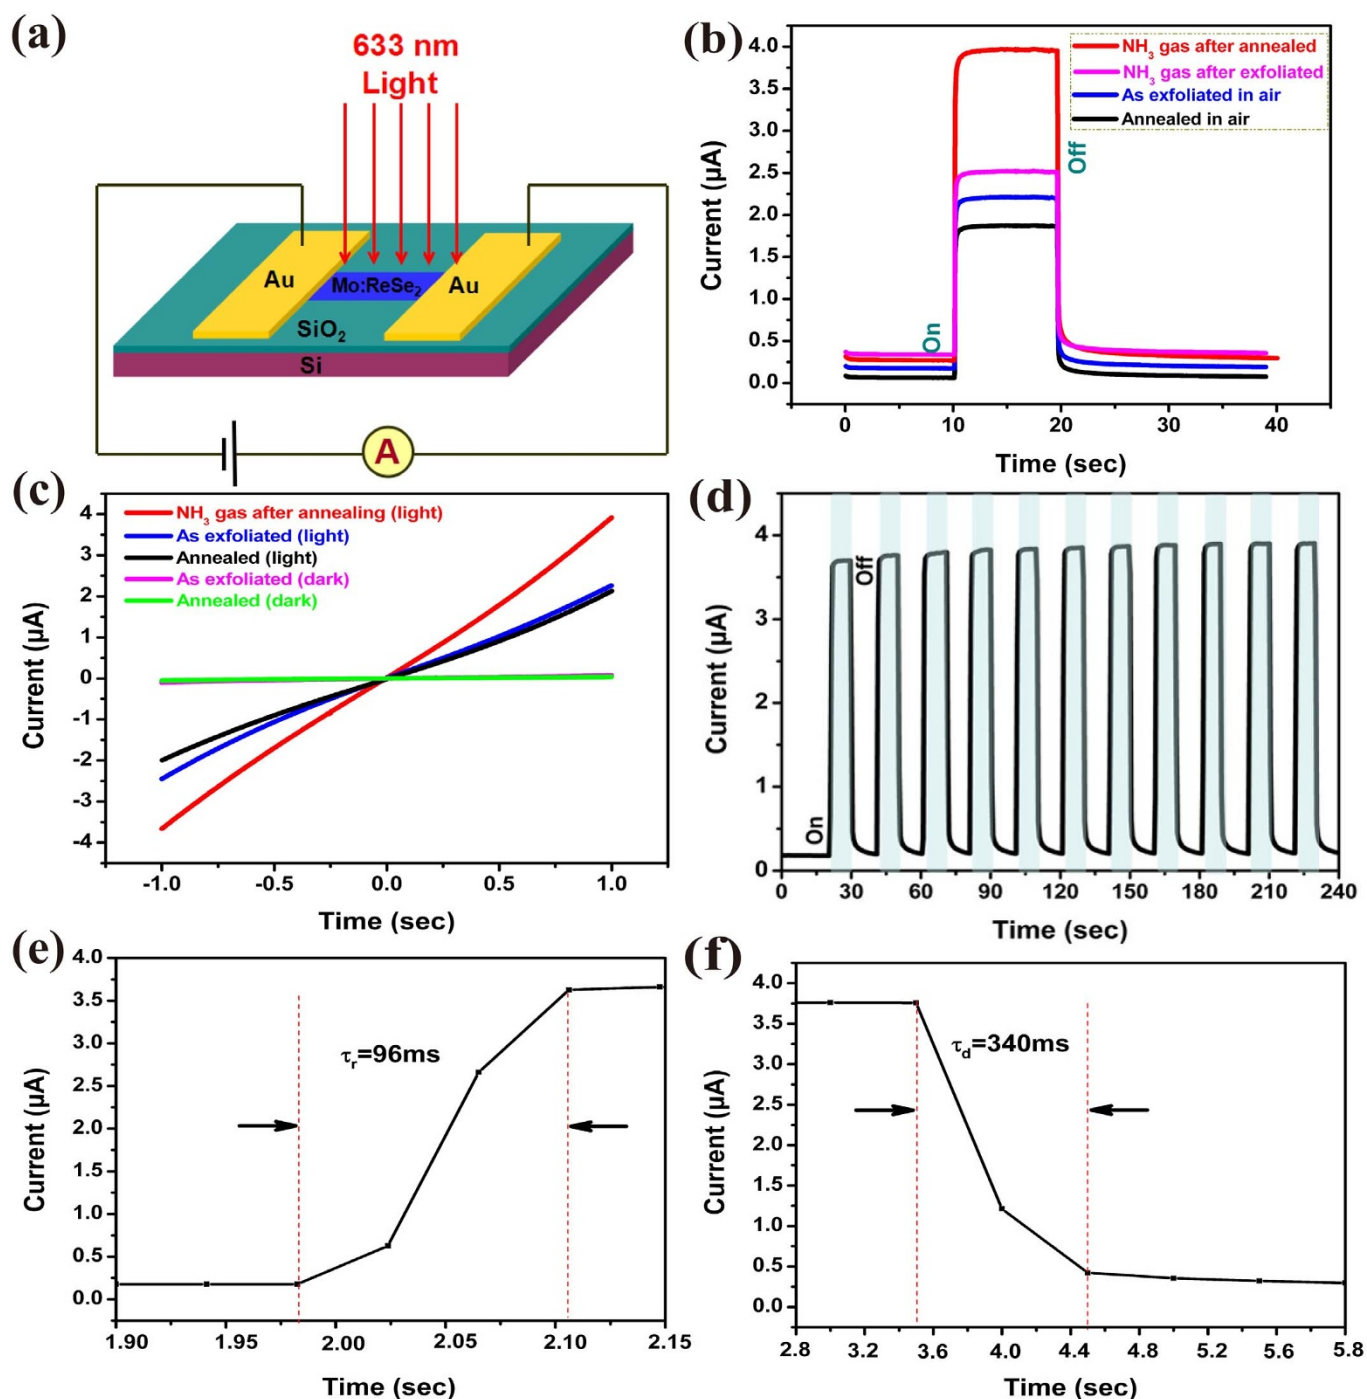 (a)
633 nm
Light
Au
Mo:ReSe₂
Au
SiO₂
Si
A
(b)
NH₃ gas after annealed
NH₃ gas after exfoliated
As exfoliated in air
Annealed in air
On
Off
4.0
3.5
3.0
2.5
2.0
1.5
1.0
0.5
0.0
Current (µA)
0 10 20 30 40
Time (sec)
(c)
NH₃ gas after annealing (light)
As exfoliated (light)
Annealed (light)
As exfoliated (dark)
Annealed (dark)
4
3
2
1
0
-1
-2
-3
-4
Current (µA)
-1.0 -0.5 0.0 0.5 1.0
Time (sec)
(d)
On
Off
4
3
2
1
0
Current (µA)
0 30 60 90 120 150 180 210 240
Time (sec)
(e)
τr=96ms
4.0
3.5
3.0
2.5
2.0
1.5
1.0
0.5
0.0
Current (µA)
1.90 1.95 2.00 2.05 2.10 2.15
Time (sec)
(f)
τd=340ms
4.0
3.5
3.0
2.5
2.0
1.5
1.0
0.5
0.0
Current (µA)
2.8 3.2 3.6 4.0 4.4 4.8 5.2 5.6 5.8
Time (sec)